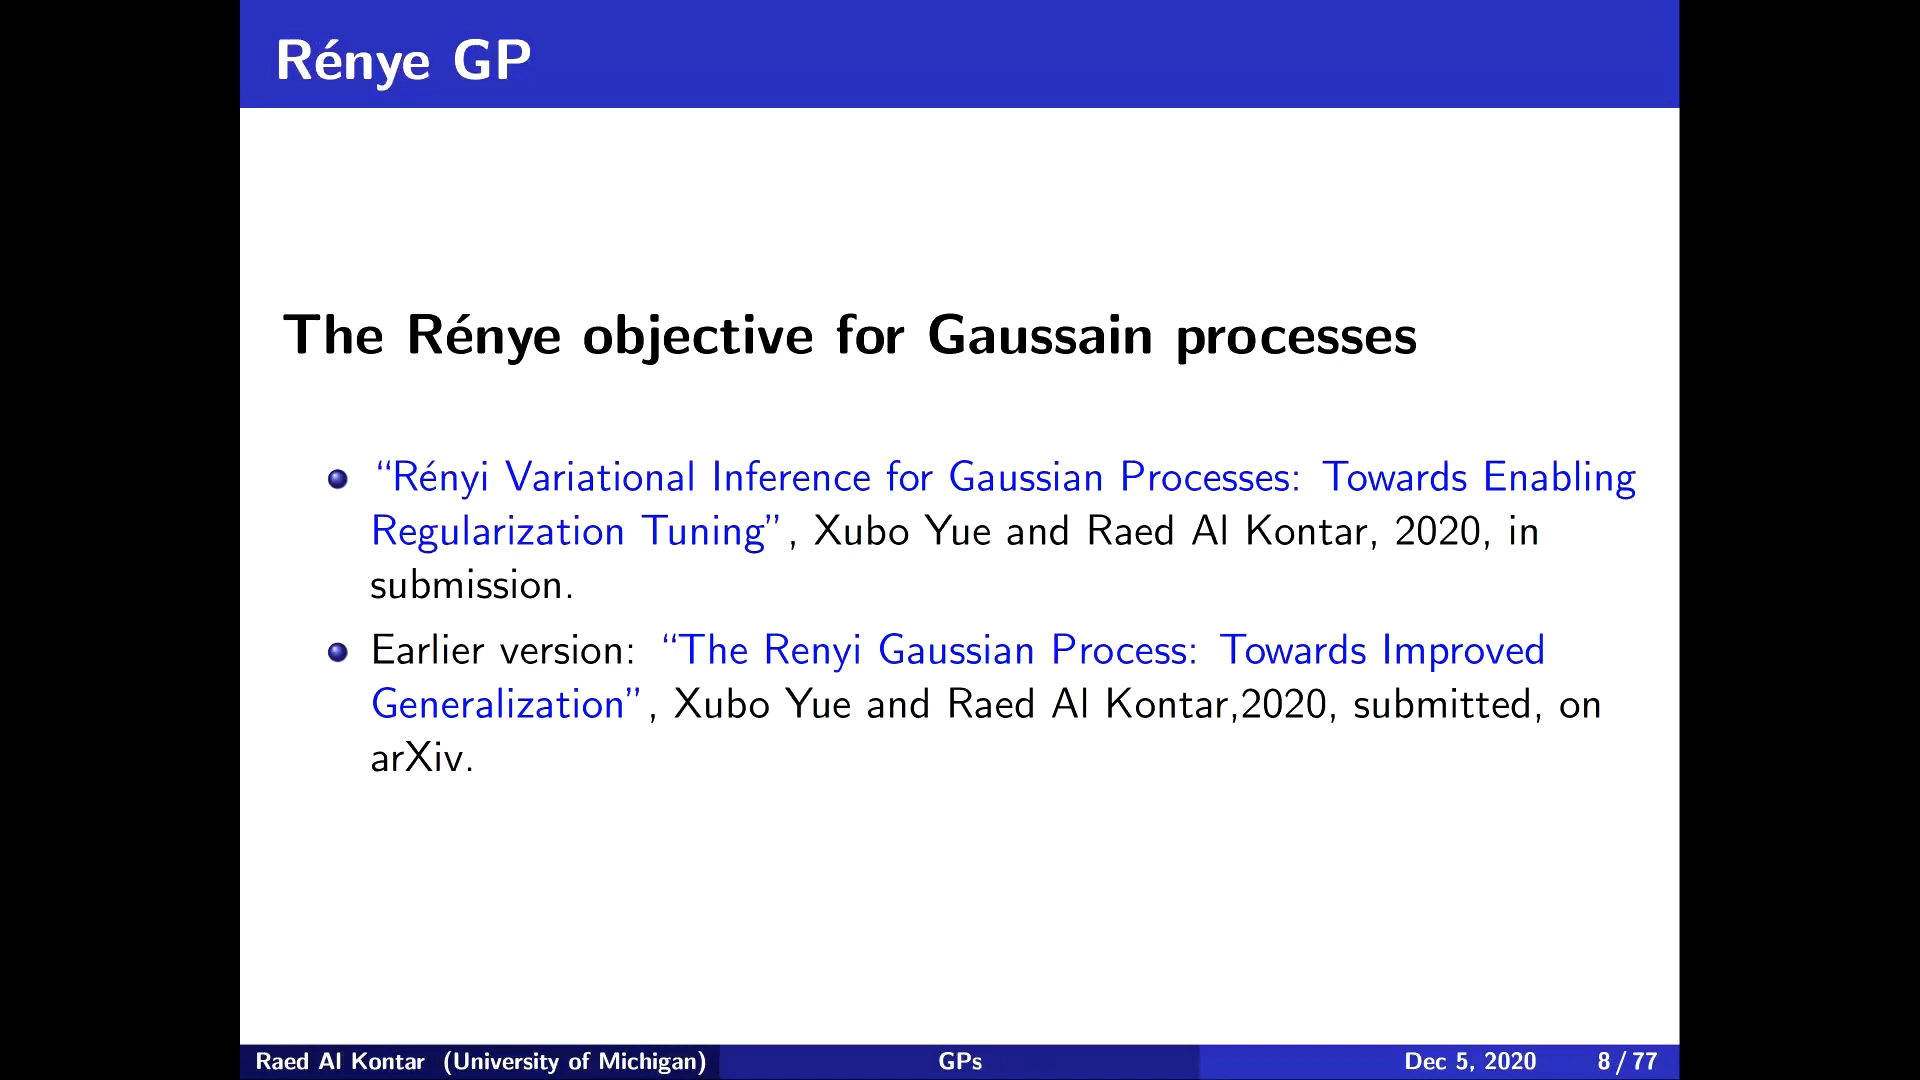 Rénye GP
The Rénye objective for Gaussain processes
“Rényi Variational Inference for Gaussian Processes: Towards Enabling
Regularization Tuning”, Xubo Yue and Raed Al Kontar, 2020, in
submission.
Earlier version: “The Renyi Gaussian Process: Towards Improved
Generalization”, Xubo Yue and Raed Al Kontar,2020, submitted, on
arXiv.
Raed Al Kontar (University of Michigan) GPs Dec 5, 2020 8 / 77